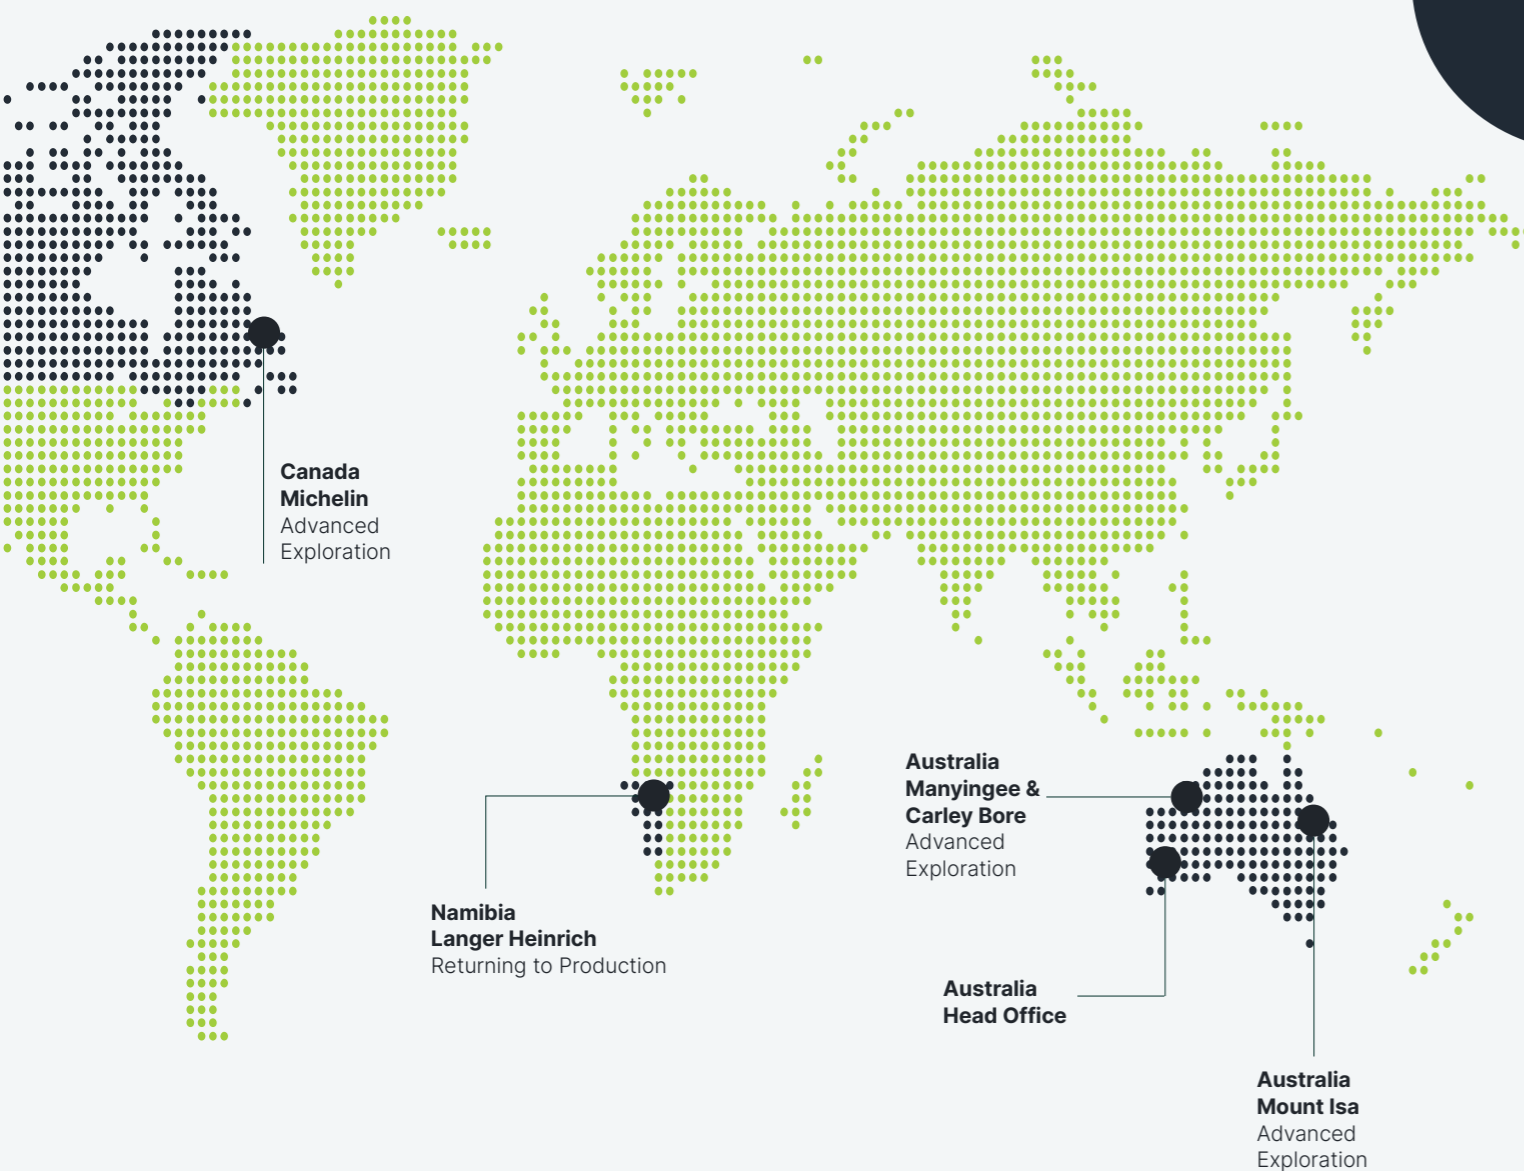 Canada
Michelin
Advanced
Exploration
Australia
Manyingee &
Carley Bore
Advanced
Exploration
Namibia
Langer Heinrich
Returning to Production
Australia
Head Office
Australia
Mount Isa
Advanced
Exploration